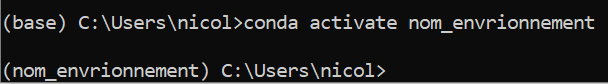 (base) C:\Users\nicol>conda activate nom_envrionnement
(nom_envrionnement) C:\Users\nicol>